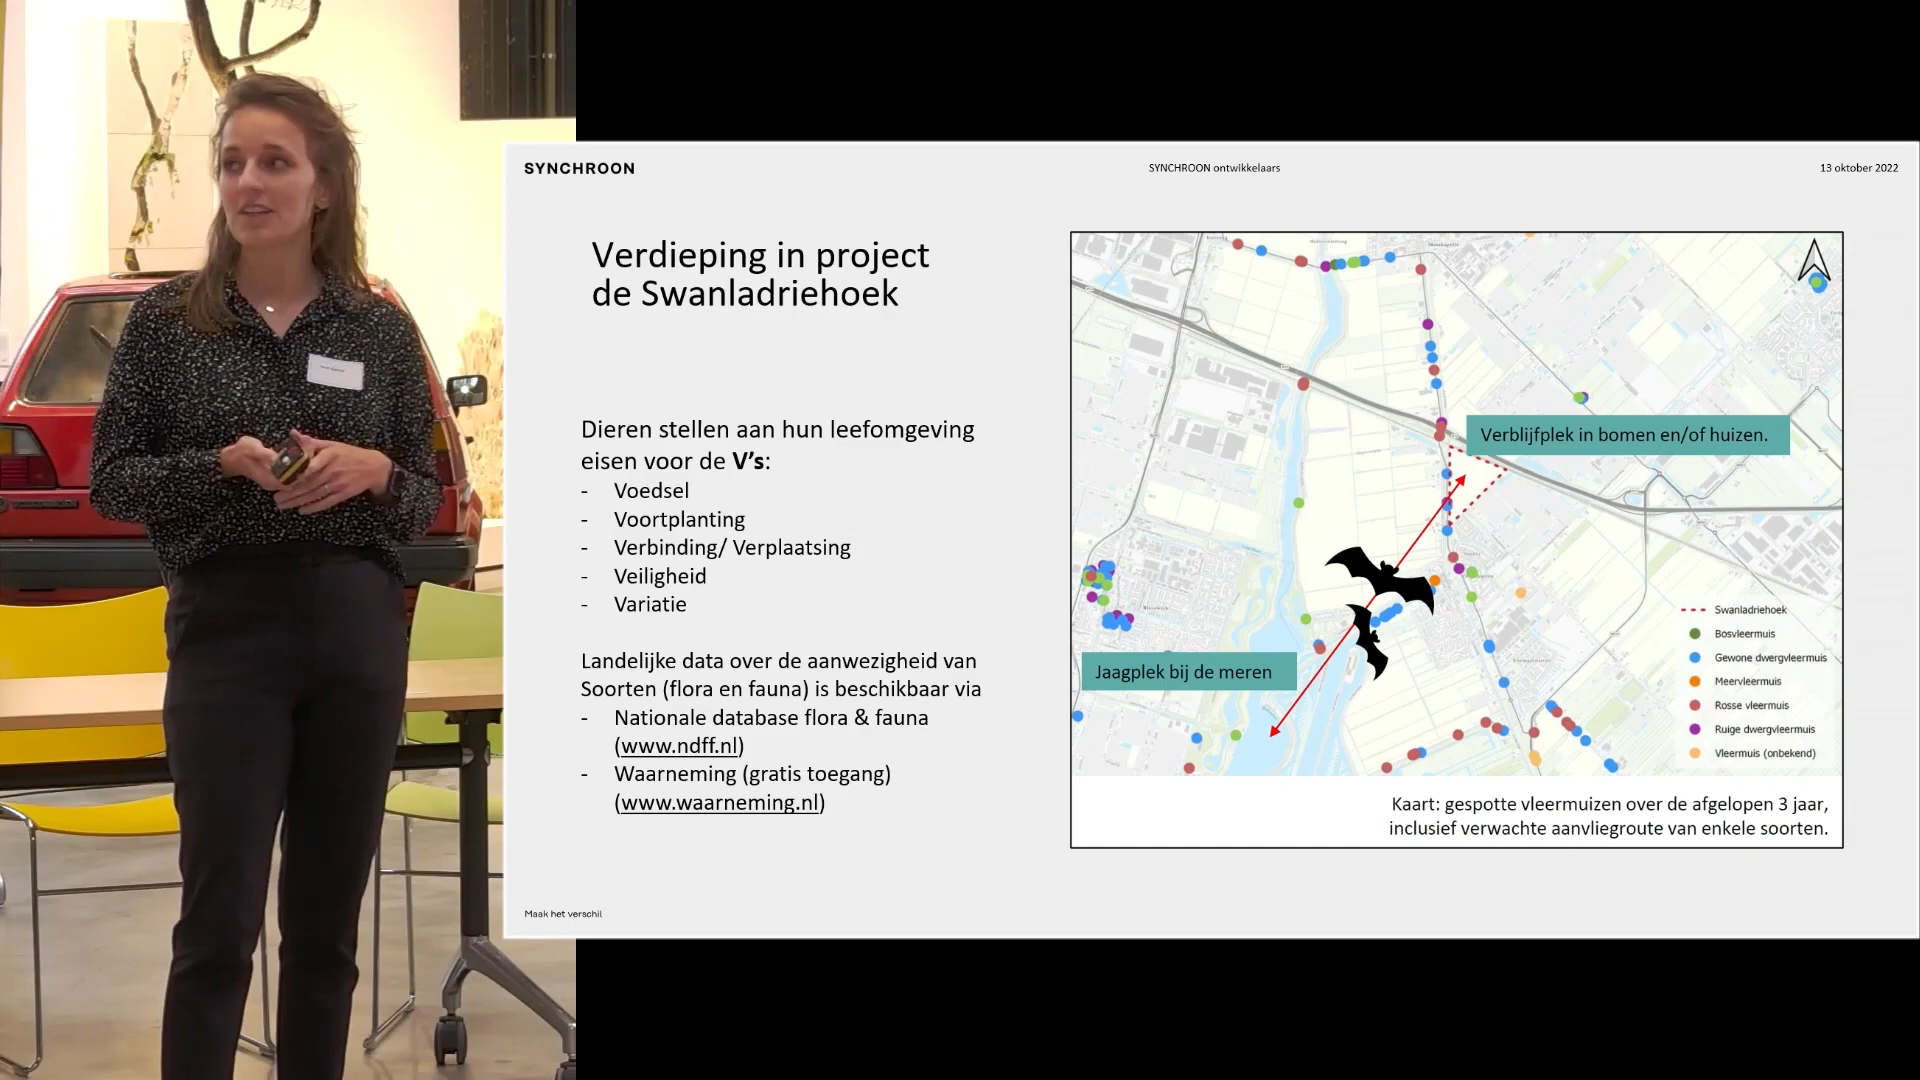 SYNCHROON
SYNCHROON ontwikkelaars
13 oktober 2022
Verdieping in project
de Swanladriehoek
Dieren stellen aan hun leefomgeving
eisen voor de V's:
- Voedsel
- Voortplanting
- Verbinding/ Verplaatsing
- Veiligheid
- Variatie
Landelijke data over de aanwezigheid van
Soorten (flora en fauna) is beschikbaar via
- Nationale database flora & fauna
(www.ndff.nl)
- Waarneming (gratis toegang)
(www.waarneming.nl)
Verblijfplek in bomen en/of huizen.
Jaagplek bij de meren
Swanladriehoek
Bosvleermuis
Gewone dwergvleermuis
Meervleermuis
Rosse vleermuis
Ruige dwergvleermuis
Vleermuis (onbekend)
Kaart: gespotte vleermuizen over de afgelopen 3 jaar,
inclusief verwachte aanvliegroute van enkele soorten.
Maak het verschil